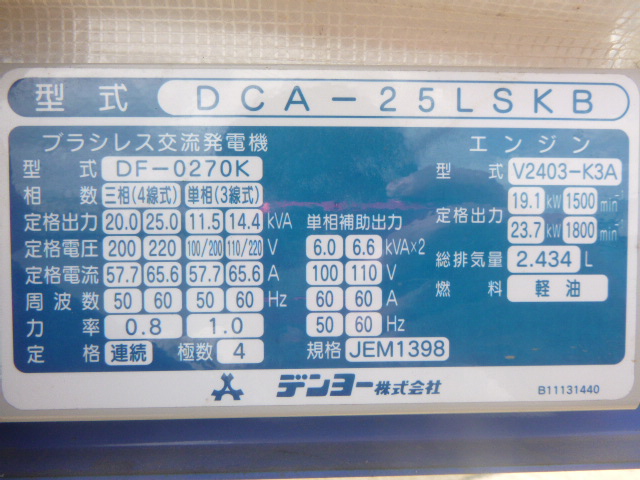 型式 DCA-25LSKB
ブラシレス交流発電機
型式 DF-0270K
相数 三相(4線式) 単相(3線式)
定格出力 20.0 25.0 11.5 14.4 kVA
定格電圧 200 220 100/200 110/220 V
定格電流 57.7 65.6 57.7 65.6 A
周波数 50 60 50 60 Hz
力率 0.8 1.0
定格 連続 極数 4
単相補助出力
6.0 6.6 kVA×2
100 110 V
60 60 A
50 60 Hz
規格 JEM1398
エンジン
型式 V2403-K3A
定格出力
19.1 kW 1500 min⁻¹
23.7 kW 1800 min⁻¹
総排気量 2.434 L
燃料 軽油
デンヨー株式会社
B11131440